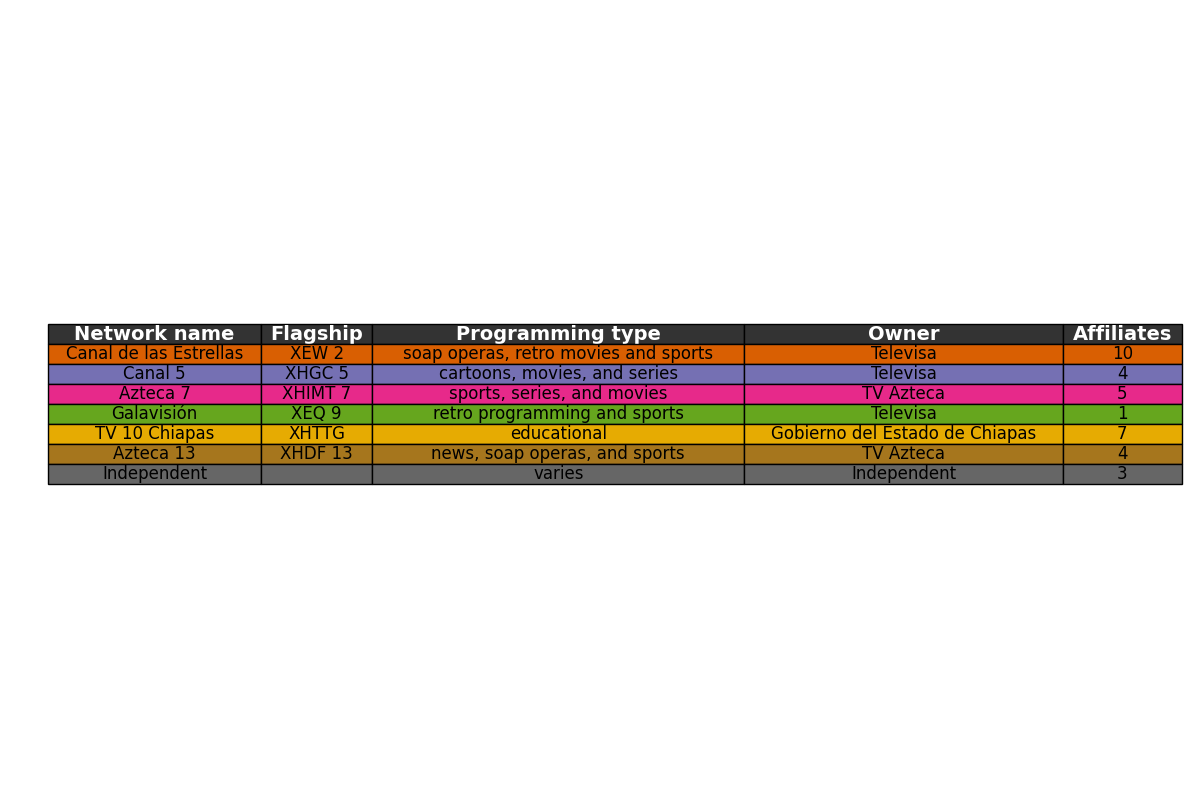 Network name Flagship Programming type Owner Affiliates
Canal de las Estrellas XEW 2 soap operas, retro movies and sports Televisa 10
Canal 5 XHGC 5 cartoons, movies, and series Televisa 4
Azteca 7 XHIMT 7 sports, series, and movies TV Azteca 5
Galavisión XEQ 9 retro programming and sports Televisa 1
TV 10 Chiapas XHTTG educational Gobierno del Estado de Chiapas 7
Azteca 13 XHDF 13 news, soap operas, and sports TV Azteca 4
Independent varies Independent 3